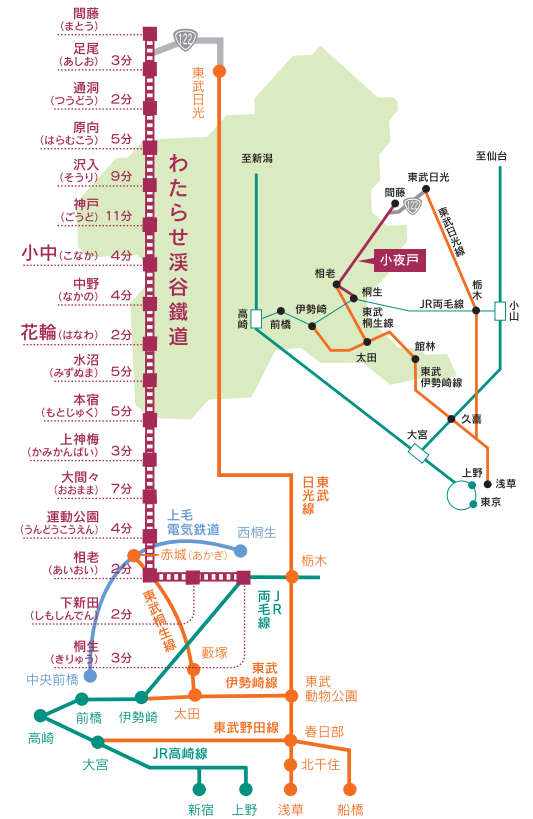 間藤
(まとう)
足尾
(あしお) 3分
通洞
(つうどう) 2分
原向
(はらむこう) 5分
沢入
(そうり) 9分
神戸
(ごうど) 11分
小中(こなか) 4分
中野
(なかの) 4分
花輪(はなわ) 2分
水沼
(みずぬま) 5分
本宿
(もとじゅく) 5分
上神梅
(かみかんばい) 3分
大間々
(おおまま) 7分
運動公園
(うんどうこうえん) 4分
相老
(あいおい) 2分
下新田
(しもしんでん) 2分
桐生
(きりゅう) 3分
122
わたらせ渓谷鐵道
東武日光
上毛
電気鉄道
西桐生
赤城(あかぎ)
中央前橋
東武桐生線
藪塚
太田
両毛線
JR
栃木
日光線
東武
東武
伊勢崎線
東武
動物公園
前橋
伊勢崎
高崎
大宮
東武野田線
JR高崎線
春日部
北千住
新宿
上野
浅草
船橋
至新潟
至仙台
東武日光
間藤
122
東武日光線
小夜戸
相老
桐生
栃木
JR両毛線
小山
高崎
前橋
伊勢崎
東武
桐生線
太田
館林
東武
伊勢崎線
久喜
大宮
上野
浅草
東京